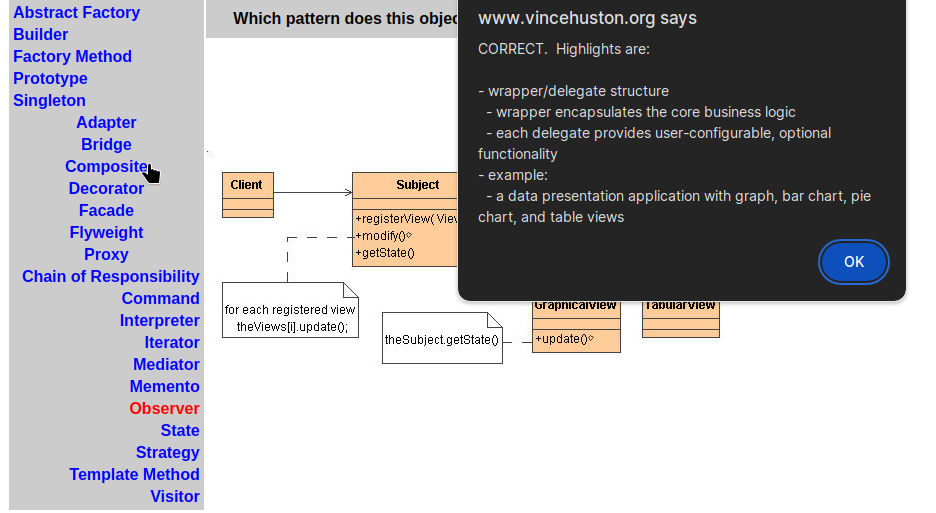 Abstract Factory
Builder
Factory Method
Prototype
Singleton
Adapter
Bridge
Composite
Decorator
Facade
Flyweight
Proxy
Chain of Responsibility
Command
Interpreter
Iterator
Mediator
Memento
Observer
State
Strategy
Template Method
Visitor
Which pattern does this objec
www.vincehuston.org says
CORRECT. Highlights are:
- wrapper/delegate structure
- wrapper encapsulates the core business logic
- each delegate provides user-configurable, optional
functionality
- example:
- a data presentation application with graph, bar chart, pie
chart, and table views
OK
Client
Subject
+registerView( View
+modify()
+getState()
for each registered view
theViews[i].update();
theSubject.getState()
GraphicalView
+update()
TabularView